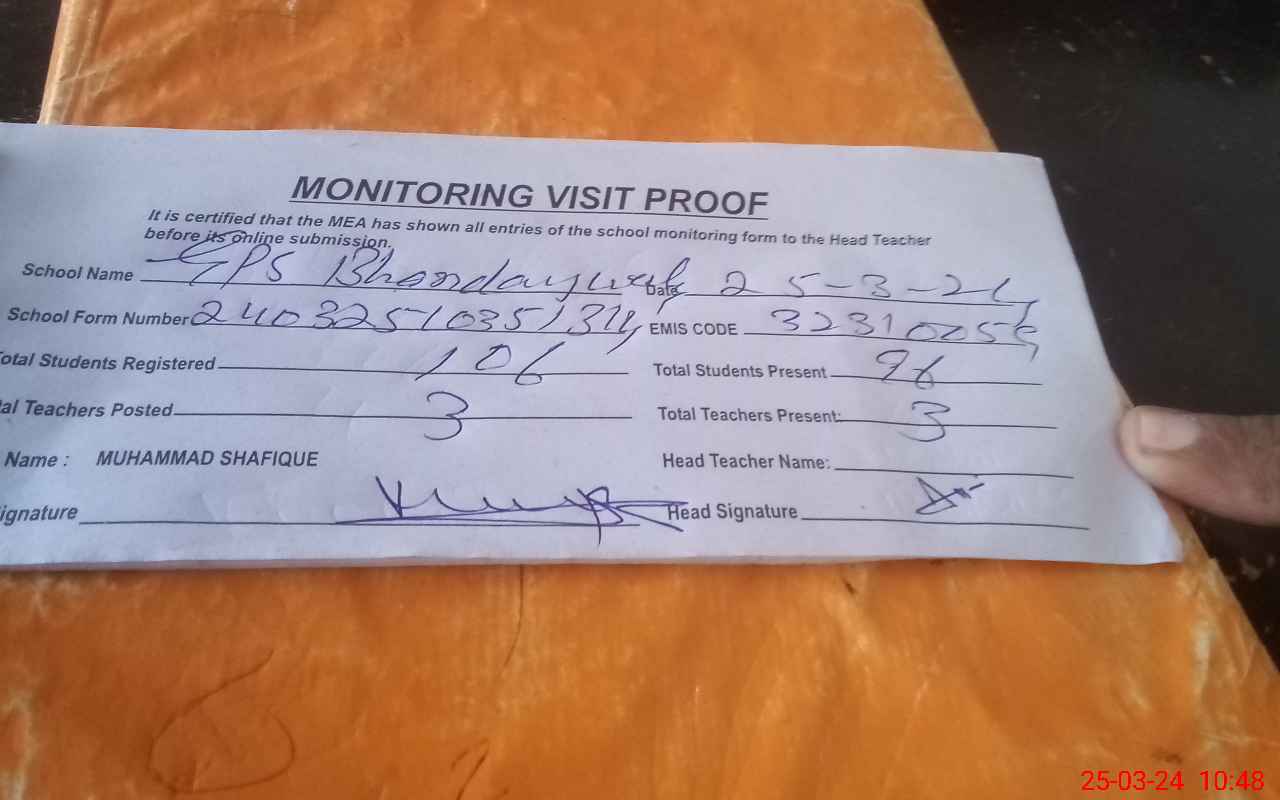 MONITORING VISIT PROOF
It is certified that the MEA has shown all entries of the school monitoring form to the Head Teacher
before its online submission.
School Name GPS Date 25-3-24
School Form Number 24032510351314 EMIS CODE
otal Students Registered 106 Total Students Present 96
al Teachers Posted 3 Total Teachers Present: 3
Name : MUHAMMAD SHAFIQUE Head Teacher Name:
ignature Head Signature
25-03-24 10:48